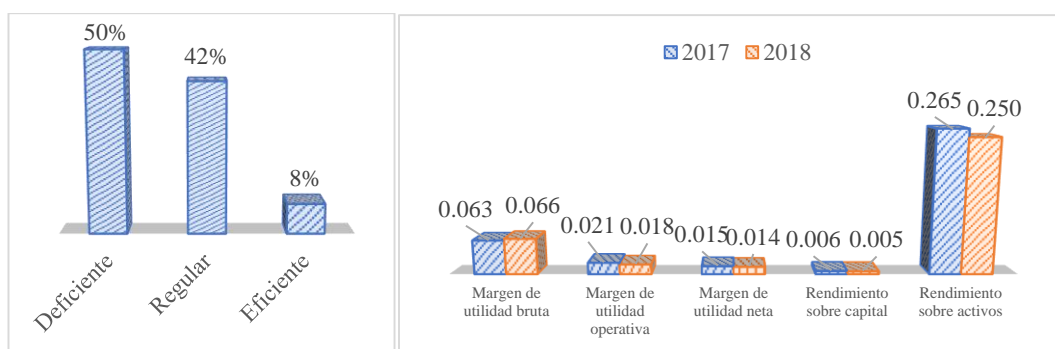 50%
42%
8%
Deficiente
Regular
Eficiente
2017
2018
0.265
0.250
0.063
0.066
0.021
0.018
0.015
0.014
0.006
0.005
Margen de
utilidad bruta
Margen de
utilidad
operativa
Margen de
utilidad neta
Rendimiento
sobre capital
Rendimiento
sobre activos